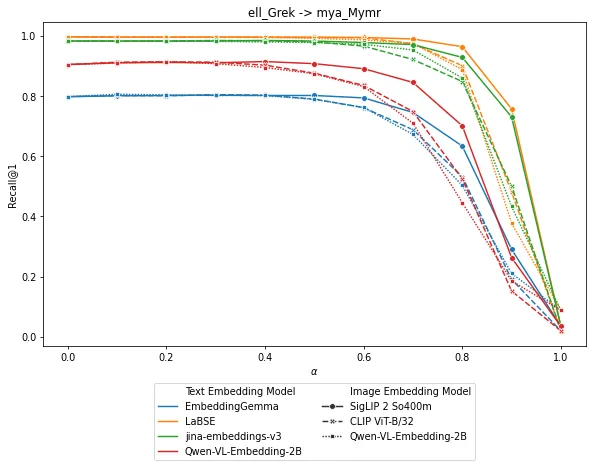 ell_Grek -> mya_Mymr
1.0
0.8
0.6
0.4
0.2
0.0
Recall@1
0.0 0.2 0.4 0.6 0.8 1.0
α
Text Embedding Model Image Embedding Model
EmbeddingGemma SigLIP 2 So400m
LaBSE CLIP ViT-B/32
jina-embeddings-v3 Qwen-VL-Embedding-2B
Qwen-VL-Embedding-2B